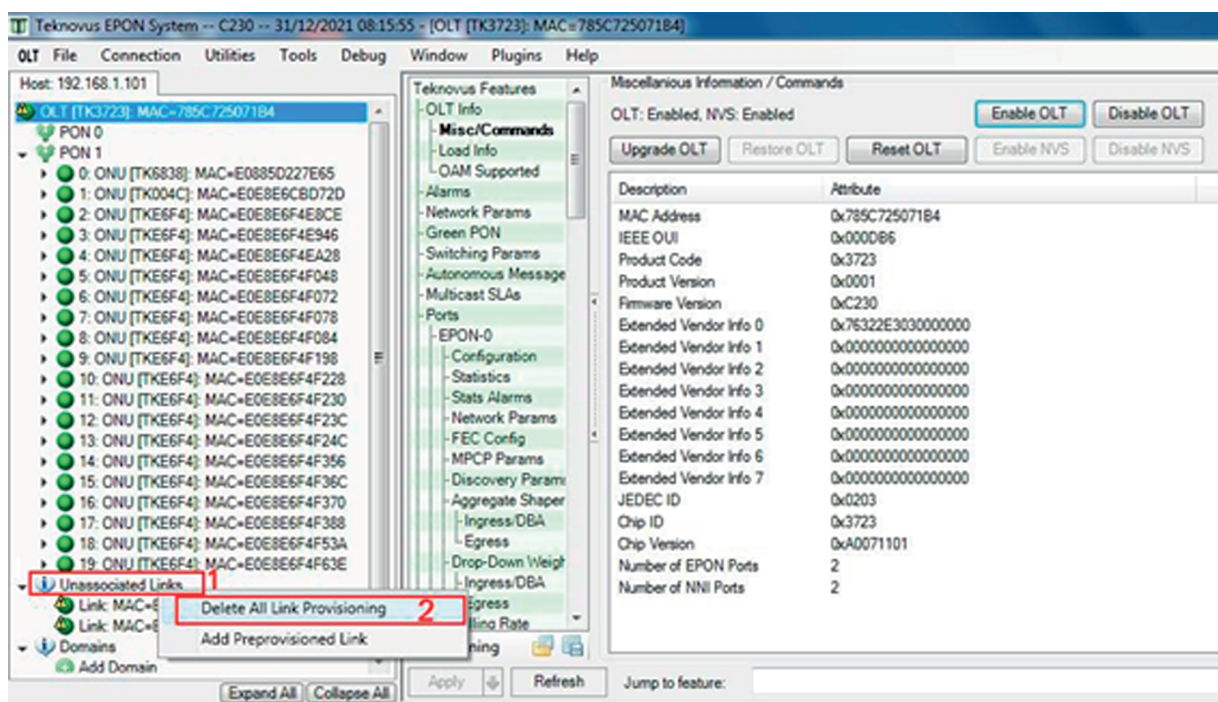 Teknovus EPON System -- C230 -- 31/12/2021 08:15:55 - [OLT [TK3723]: MAC=785C725071B4]
OLT File Connection Utilities Tools Debug Window Plugins Help
Host: 192.168.1.101
OLT [TK3723]: MAC=785C725071B4
PON 0
PON 1
0: ONU [TK6838]: MAC=E0885D227E65
1: ONU [TK004C]: MAC=E0E8E6CBD72D
2: ONU [TKE6F4]: MAC=E0E8E6F4E8CE
3: ONU [TKE6F4]: MAC=E0E8E6F4E946
4: ONU [TKE6F4]: MAC=E0E8E6F4EA28
5: ONU [TKE6F4]: MAC=E0E8E6F4F048
6: ONU [TKE6F4]: MAC=E0E8E6F4F072
7: ONU [TKE6F4]: MAC=E0E8E6F4F078
8: ONU [TKE6F4]: MAC=E0E8E6F4F084
9: ONU [TKE6F4]: MAC=E0E8E6F4F198
10: ONU [TKE6F4]: MAC=E0E8E6F4F228
11: ONU [TKE6F4]: MAC=E0E8E6F4F230
12: ONU [TKE6F4]: MAC=E0E8E6F4F23C
13: ONU [TKE6F4]: MAC=E0E8E6F4F24C
14: ONU [TKE6F4]: MAC=E0E8E6F4F356
15: ONU [TKE6F4]: MAC=E0E8E6F4F36C
16: ONU [TKE6F4]: MAC=E0E8E6F4F370
17: ONU [TKE6F4]: MAC=E0E8E6F4F388
18: ONU [TKE6F4]: MAC=E0E8E6F4F53A
19: ONU [TKE6F4]: MAC=E0E8E6F4F63E
Unassociated Links 1
Link: MAC=E
Link: MAC=E
Domains
Add Domain
Delete All Link Provisioning 2
Add Preprovisioned Link
Expand All Collapse All
Teknovus Features
OLT Info
Misc/Commands
Load Info
OAM Supported
Alarms
Network Params
Green PON
Switching Params
Autonomous Message
Multicast SLAs
Ports
EPON-0
Configuration
Statistics
Stats Alarms
Network Params
FEC Config
MPCP Params
Discovery Params
Aggregate Shaper
Ingress/DBA
Egress
Drop-Down Weigh
Ingress/DBA
Egress
lling Rate
ning
Apply Refresh
Miscellanious Information / Commands
OLT: Enabled, NVS: Enabled Enable OLT Disable OLT
Upgrade OLT Restore OLT Reset OLT Enable NVS Disable NVS
Description Attribute
MAC Address 0x785C725071B4
IEEE OUI 0x000DB6
Product Code 0x3723
Product Version 0x0001
Firmware Version 0xC230
Extended Vendor Info 0 0x76322E3030000000
Extended Vendor Info 1 0x0000000000000000
Extended Vendor Info 2 0x0000000000000000
Extended Vendor Info 3 0x0000000000000000
Extended Vendor Info 4 0x0000000000000000
Extended Vendor Info 5 0x0000000000000000
Extended Vendor Info 6 0x0000000000000000
Extended Vendor Info 7 0x0000000000000000
JEDEC ID 0x0203
Chip ID 0x3723
Chip Version 0xA0071101
Number of EPON Ports 2
Number of NNI Ports 2
Jump to feature: